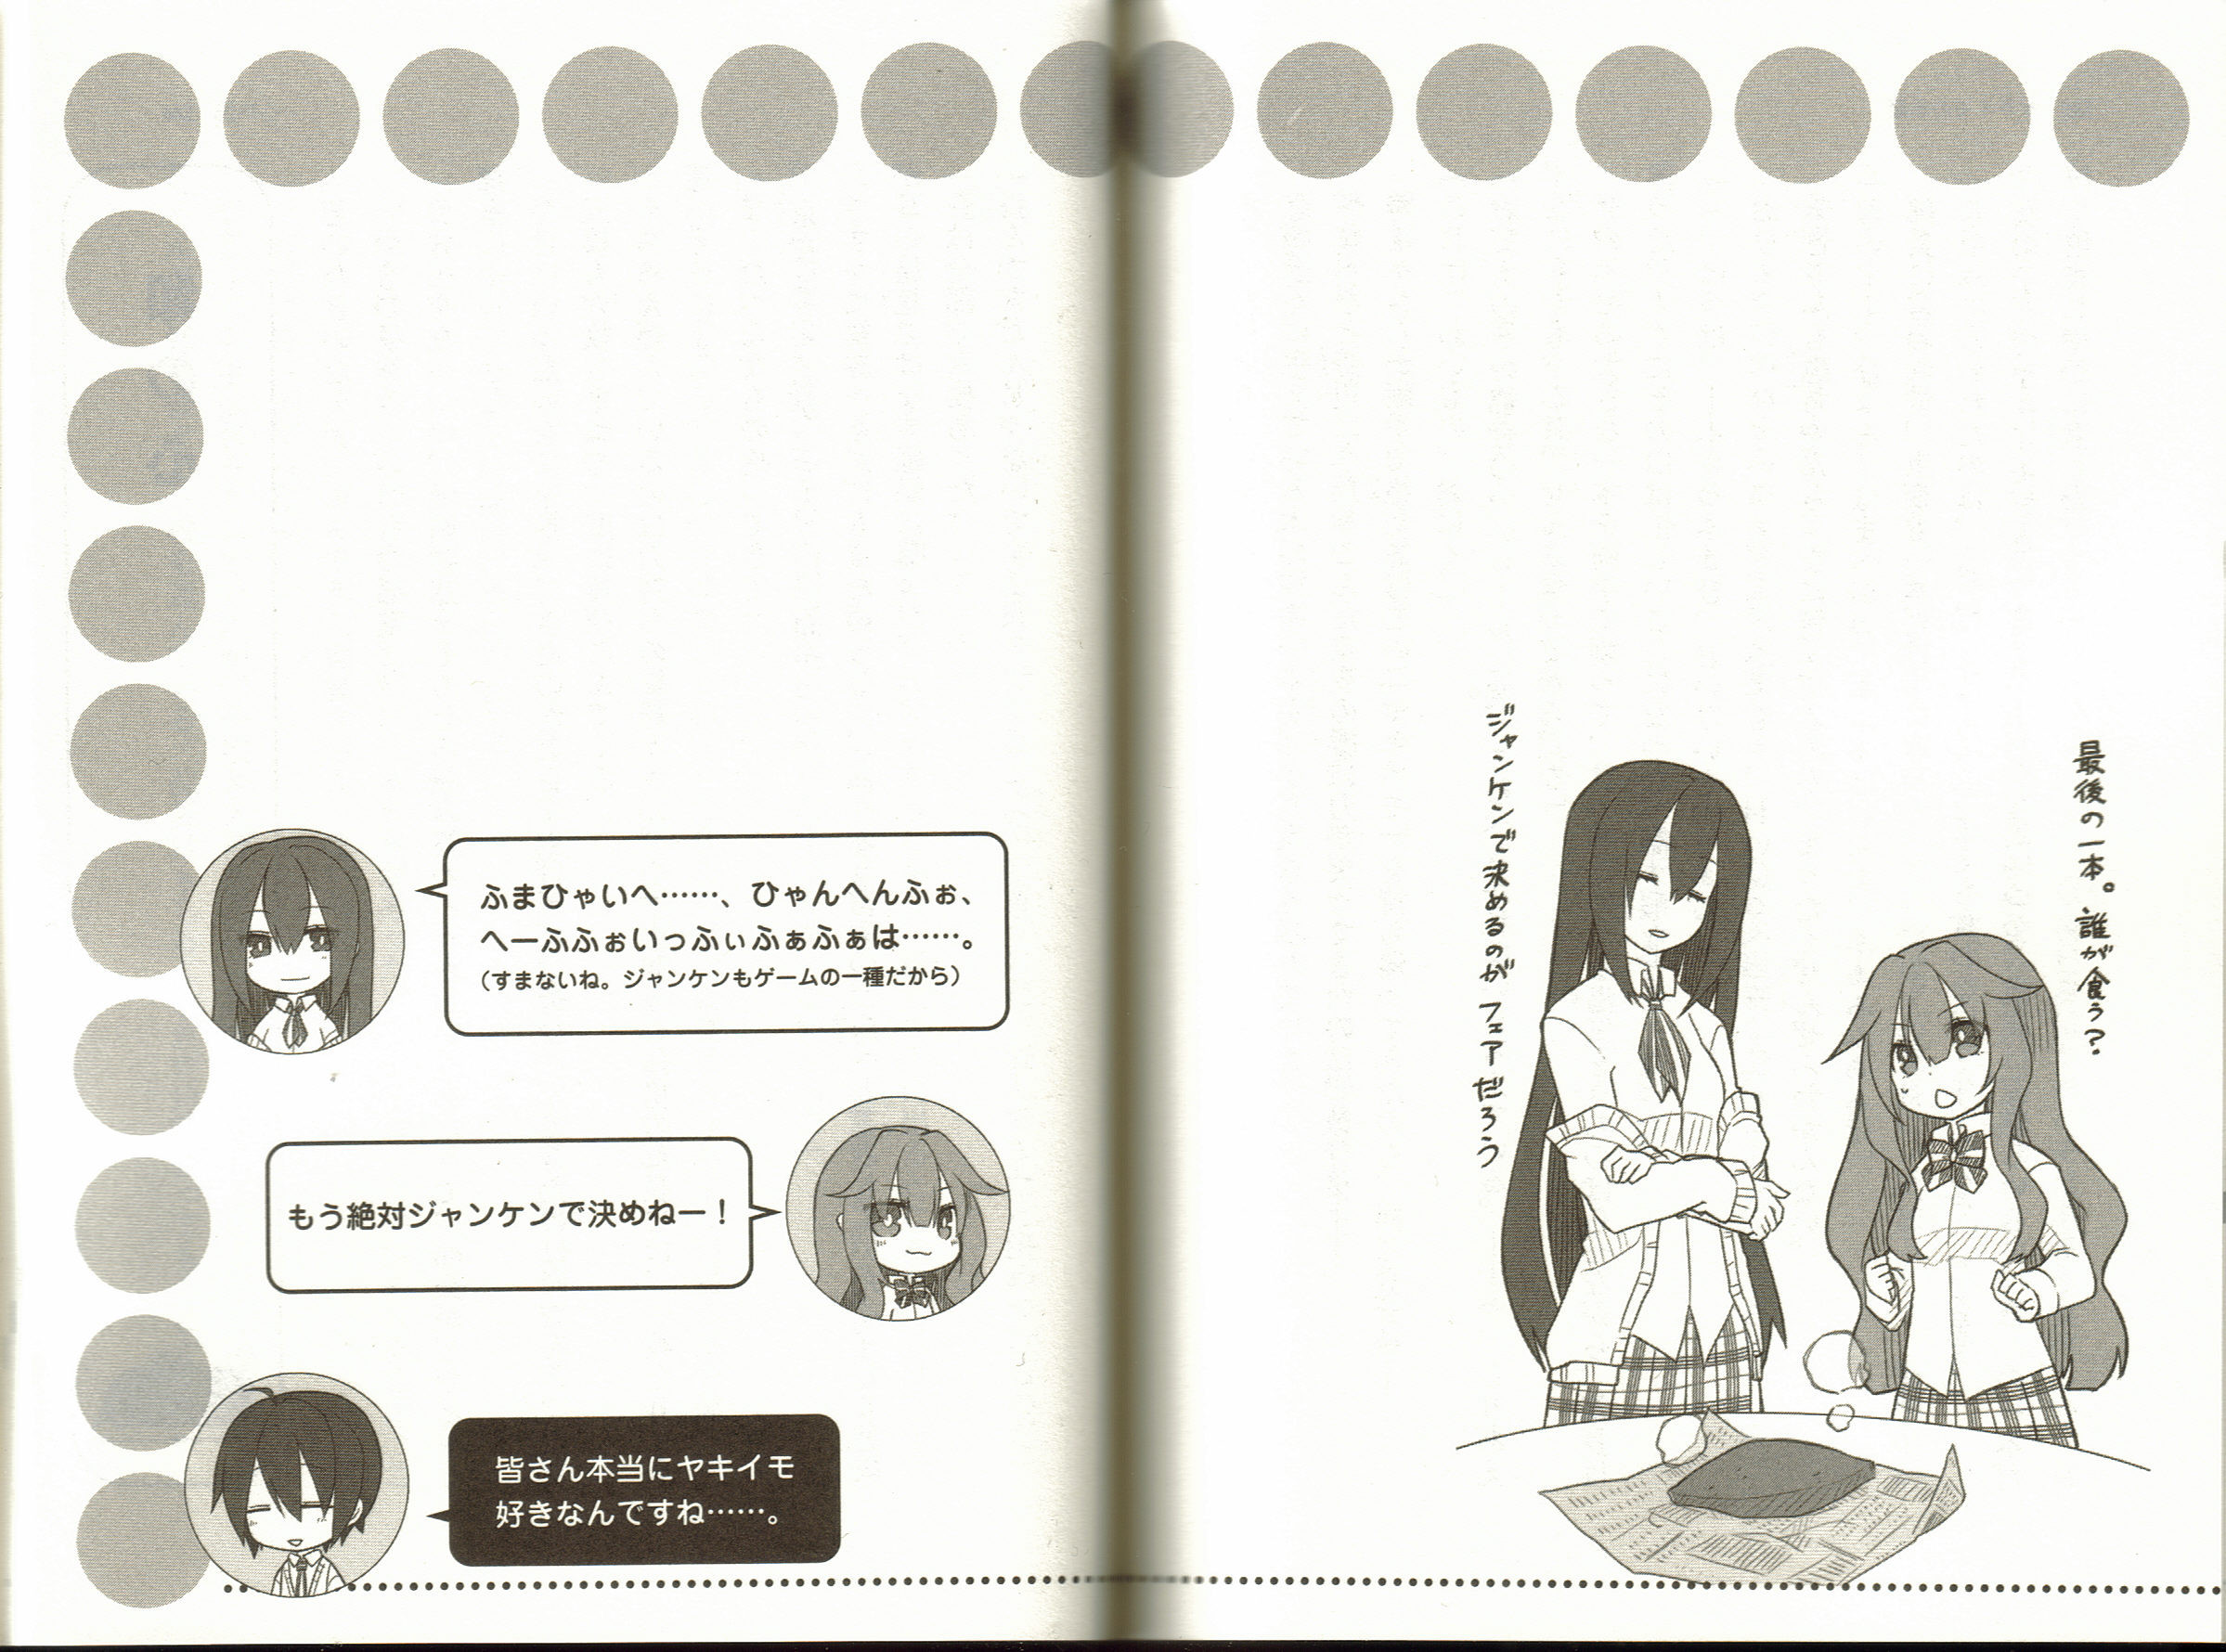 最後の一本。誰が食う？
ジャンケンで決めるのが フェアだろう
ふまひゃいへ……、ひゃんへんふぉ、
へーふふぉいっふぃふぁふぁは……。
（すまないね。ジャンケンもゲームの一種だから）
もう絶対ジャンケンで決めねー！
皆さん本当にヤキイモ
好きなんですね……。